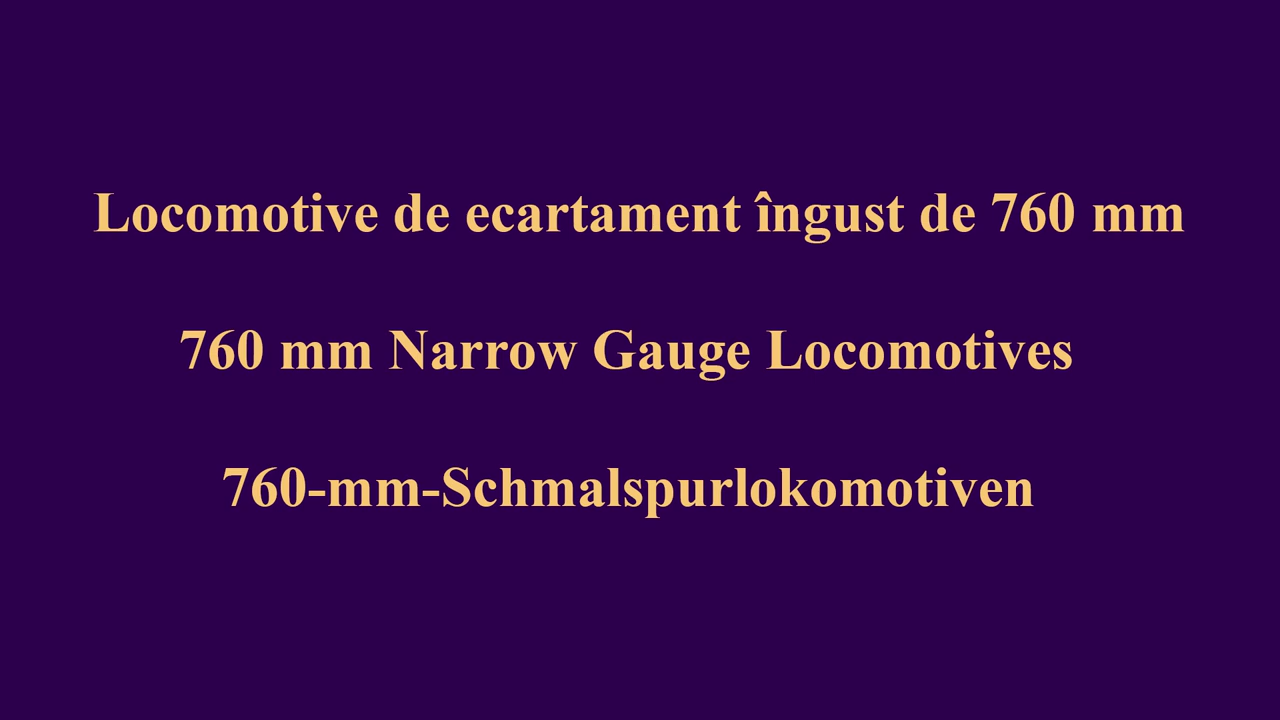 Locomotive de ecartament îngust de 760 mm
760 mm Narrow Gauge Locomotives
760-mm-Schmalspurlokomotiven